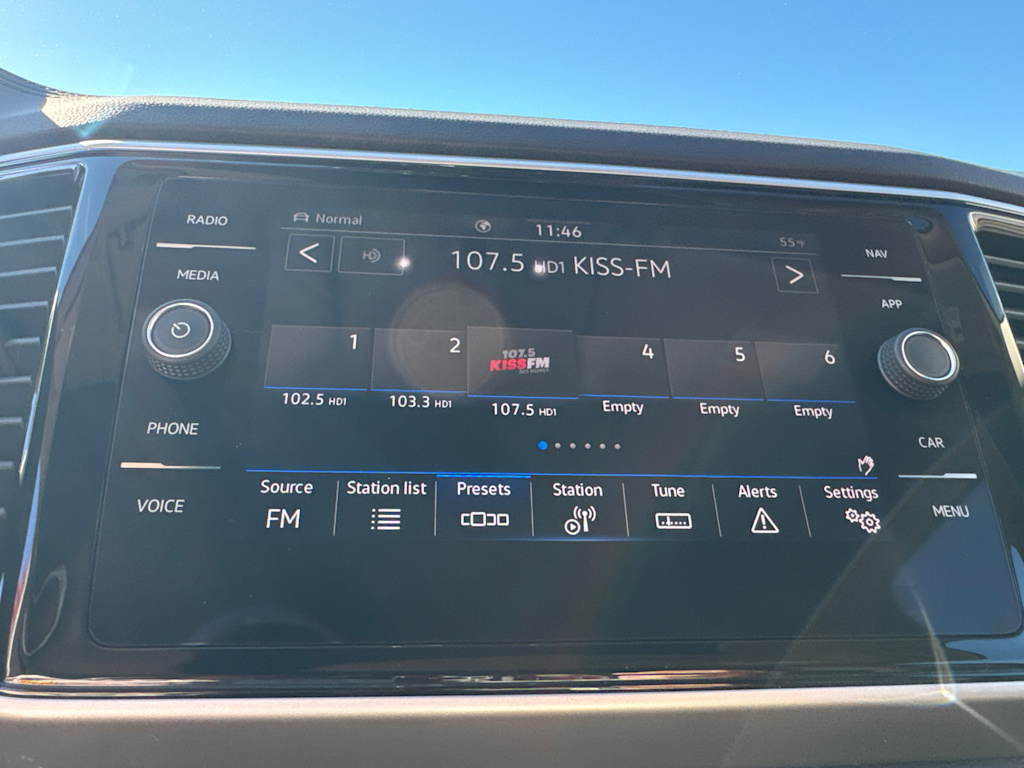 RADIO
MEDIA
PHONE
VOICE
Normal
11:46
55°F
107.5 HD1 KISS-FM
1
2
107.5
KISSFM
4
5
6
102.5 HD1
103.3 HD1
107.5 HD1
Empty
Empty
Empty
Source
Station list
Presets
Station
Tune
Alerts
Settings
FM
NAV
APP
CAR
MENU